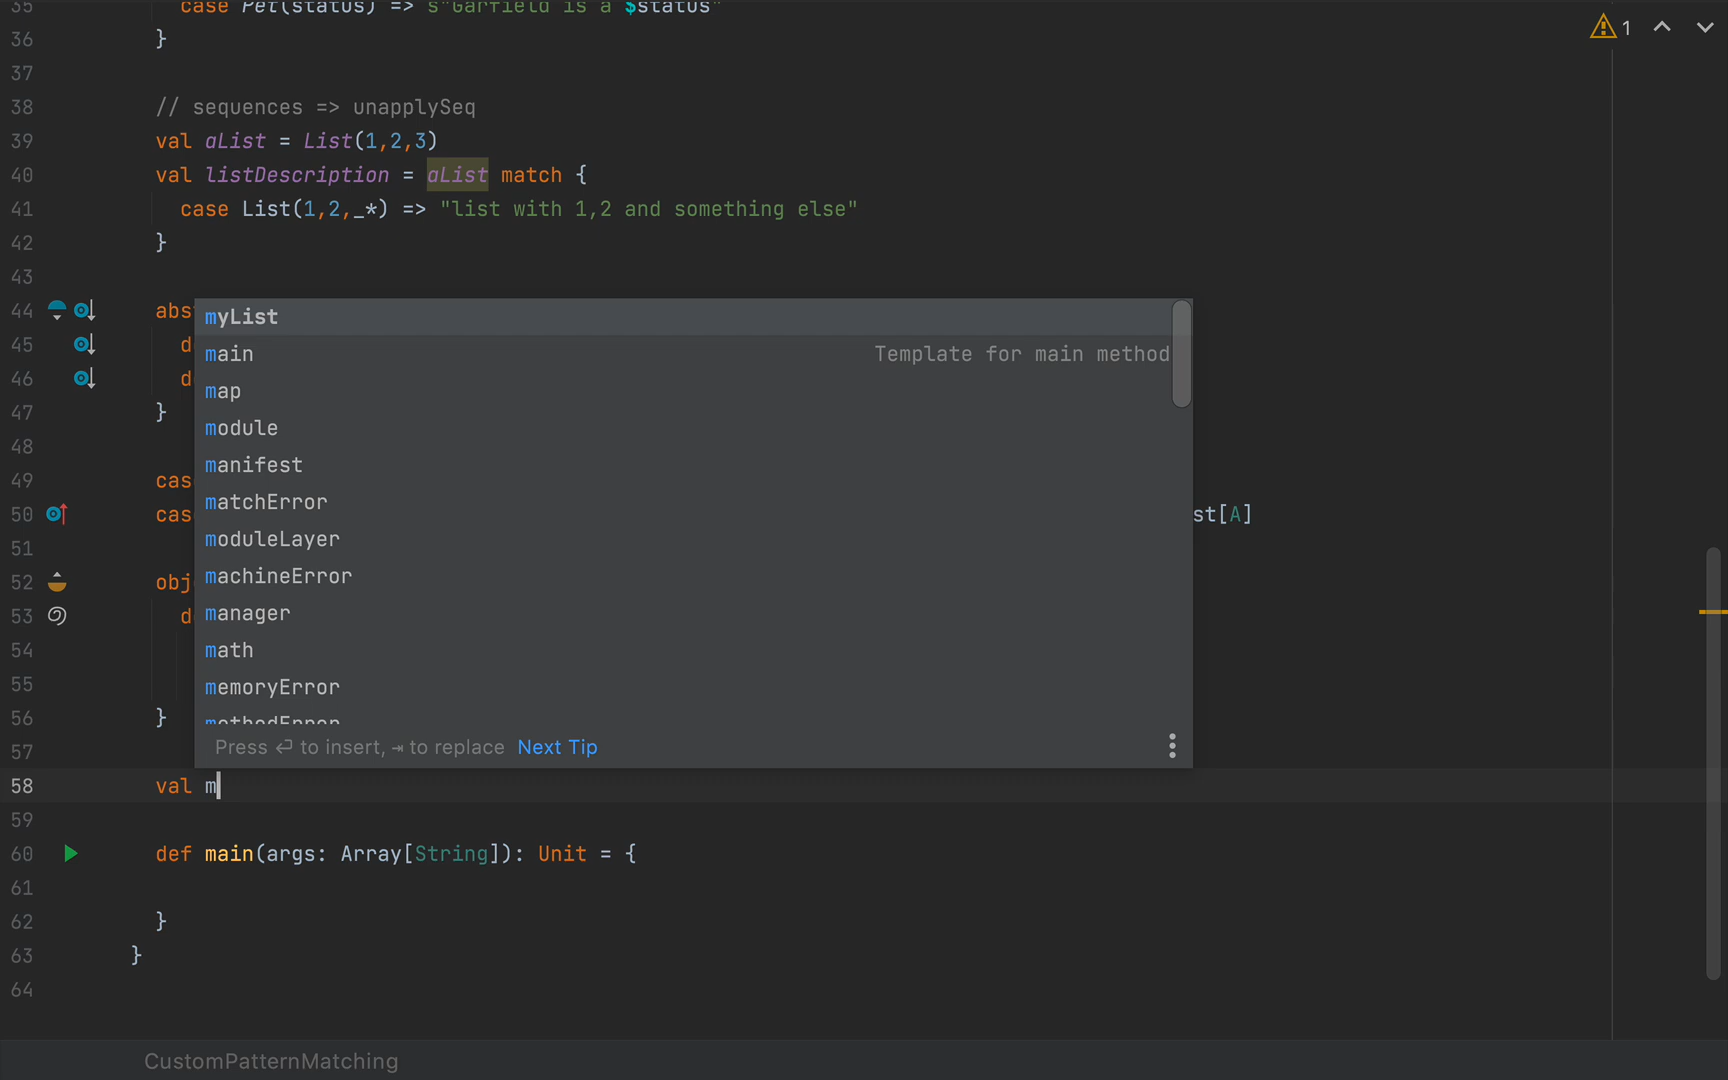 35 case Pet(status) => s"Garfield is a $status"
36 }
37
38 // sequences => unapplySeq
39 val aList = List(1,2,3)
40 val listDescription = aList match {
41 case List(1,2,_*) => "list with 1,2 and something else"
42 }
43
44 abs
45 d
46 d
47 }
48
49 cas
50 cas st[A]
51
52 obj
53 d
54
55
56 }
57
58 val m
59
60 def main(args: Array[String]): Unit = {
61
62 }
63 }
64
myList
main Template for main method
map
module
manifest
matchError
moduleLayer
machineError
manager
math
memoryError
methodError
Press ↩ to insert, ⇥ to replace Next Tip
1
CustomPatternMatching